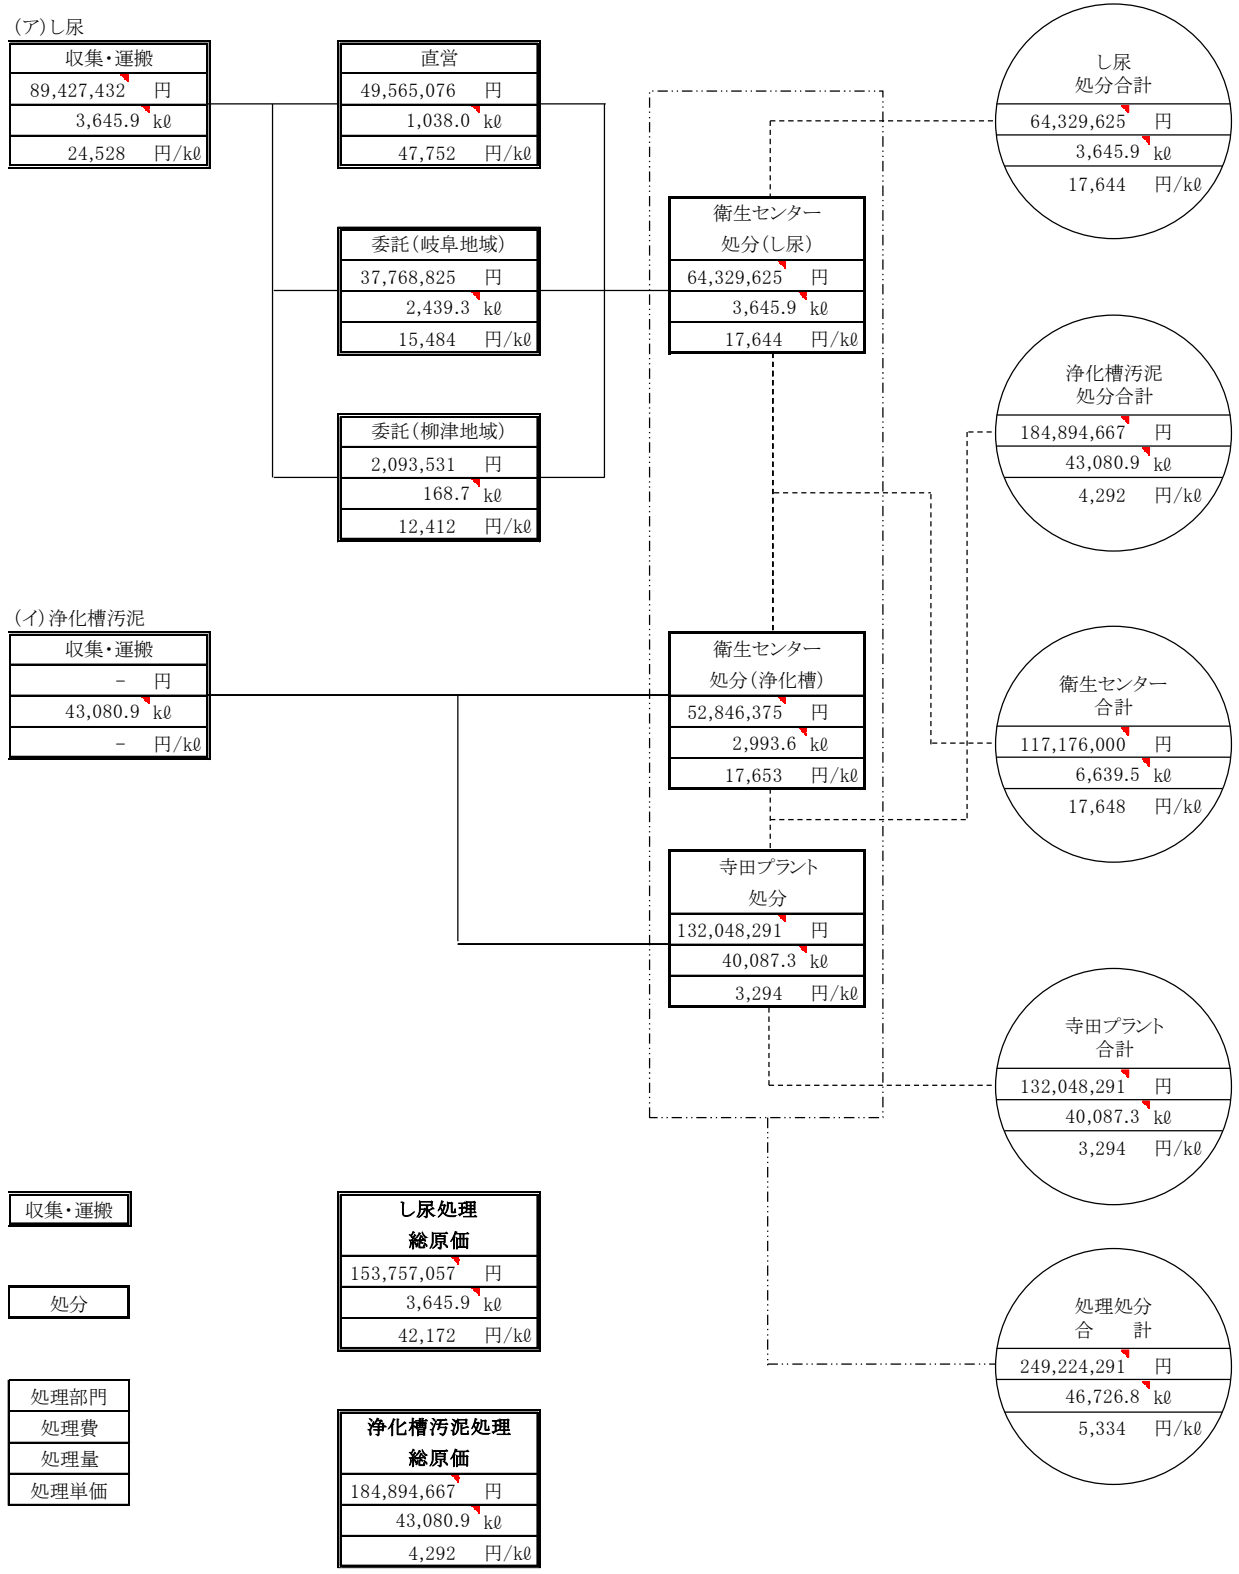 (ア)し尿
収集・運搬
89,427,432 円
3,645.9 kℓ
24,528 円/kℓ
直営
49,565,076 円
1,038.0 kℓ
47,752 円/kℓ
委託(岐阜地域)
37,768,825 円
2,439.3 kℓ
15,484 円/kℓ
委託(柳津地域)
2,093,531 円
168.7 kℓ
12,412 円/kℓ
衛生センター
処分(し尿)
64,329,625 円
3,645.9 kℓ
17,644 円/kℓ
し尿
処分合計
64,329,625 円
3,645.9 kℓ
17,644 円/kℓ
浄化槽汚泥
処分合計
184,894,667 円
43,080.9 kℓ
4,292 円/kℓ
(イ)浄化槽汚泥
収集・運搬
- 円
43,080.9 kℓ
- 円/kℓ
衛生センター
処分(浄化槽)
52,846,375 円
2,993.6 kℓ
17,653 円/kℓ
衛生センター
合計
117,176,000 円
6,639.5 kℓ
17,648 円/kℓ
寺田プラント
処分
132,048,291 円
40,087.3 kℓ
3,294 円/kℓ
寺田プラント
合計
132,048,291 円
40,087.3 kℓ
3,294 円/kℓ
収集・運搬
処分
処理部門
処理費
処理量
処理単価
し尿処理
総原価
153,757,057 円
3,645.9 kℓ
42,172 円/kℓ
浄化槽汚泥処理
総原価
184,894,667 円
43,080.9 kℓ
4,292 円/kℓ
処理処分
合 計
249,224,291 円
46,726.8 kℓ
5,334 円/kℓ